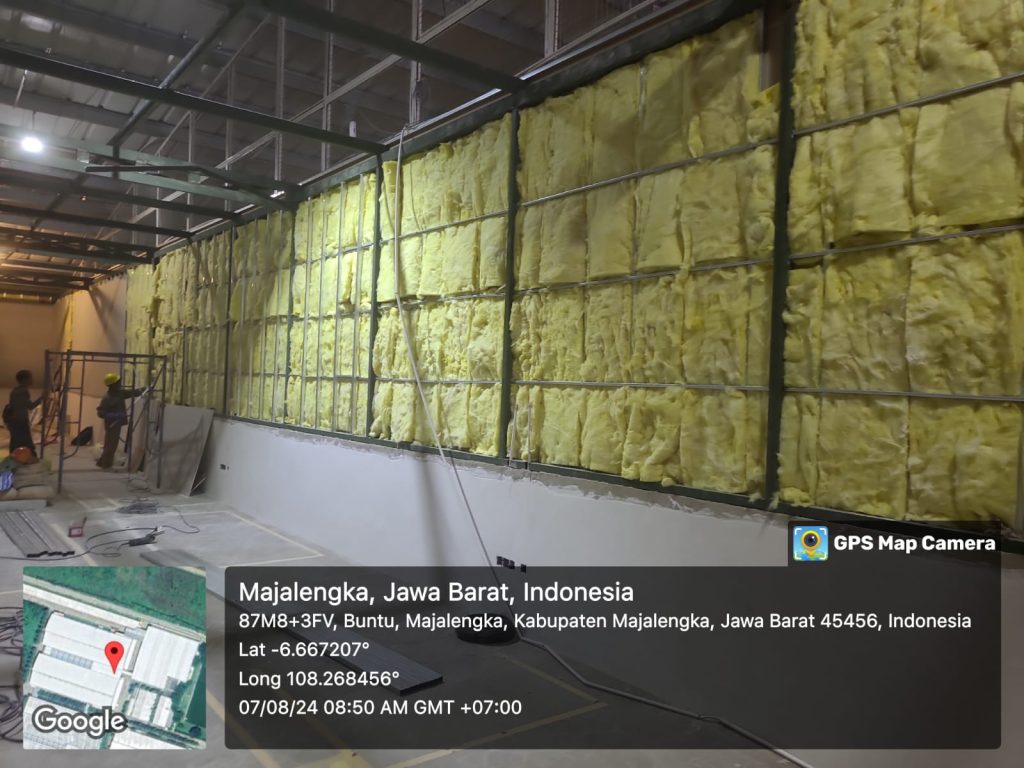 GPS Map Camera
Majalengka, Jawa Barat, Indonesia
87M8+3FV, Buntu, Majalengka, Kabupaten Majalengka, Jawa Barat 45456, Indonesia
Lat -6.667207°
Long 108.268456°
07/08/24 08:50 AM GMT +07:00
Google